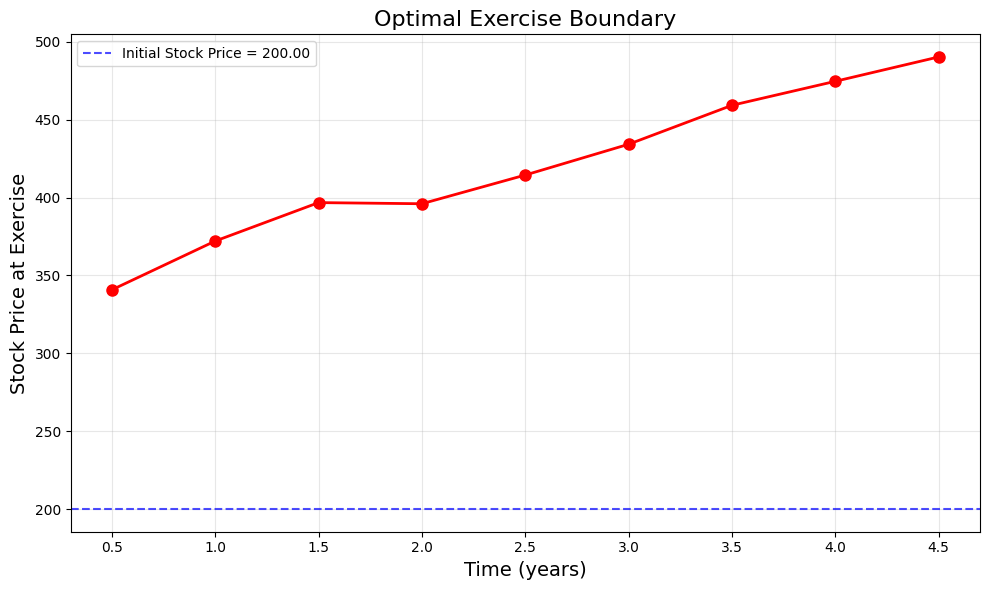 Optimal Exercise Boundary
Initial Stock Price = 200.00
Stock Price at Exercise
500
450
400
350
300
250
200
0.5 1.0 1.5 2.0 2.5 3.0 3.5 4.0 4.5
Time (years)